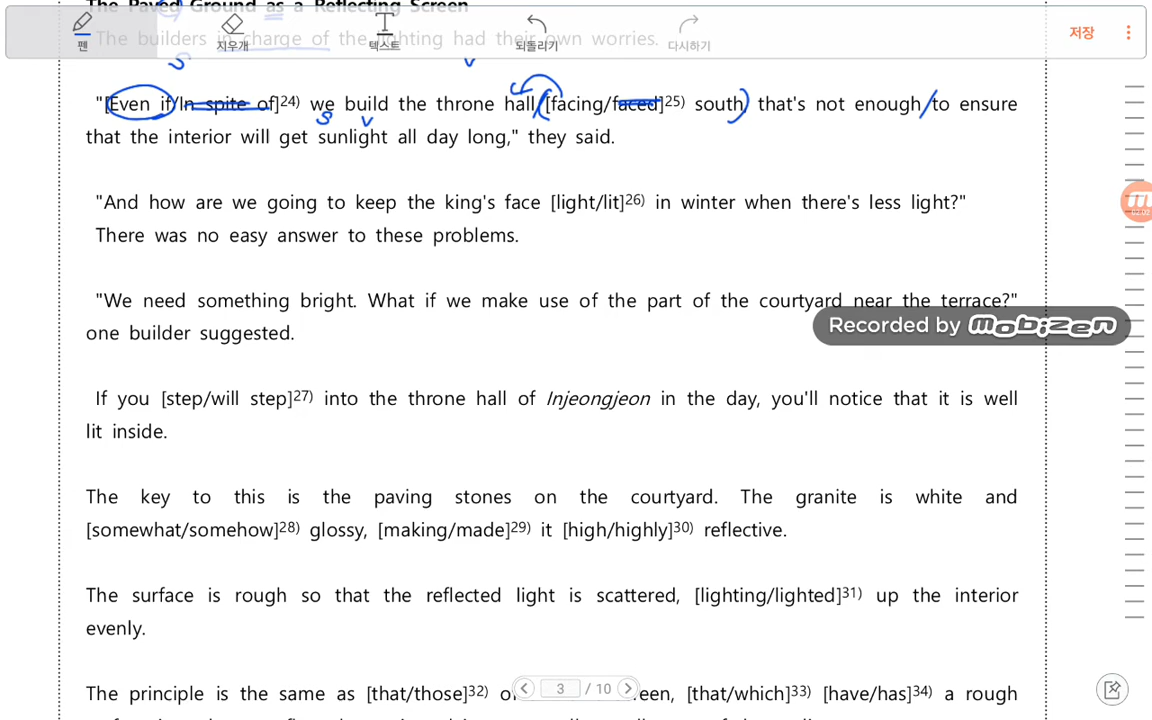 The Paved Ground as a Reflecting Screen
The builders in charge of the lighting had their own worries.
펜 지우개 텍스트 되돌리기 다시하기 저장
"[Even if/In spite of]24) we build the throne hall [facing/faced]25) south, that's not enough to ensure
S V S V
that the interior will get sunlight all day long," they said.
"And how are we going to keep the king's face [light/lit]26) in winter when there's less light?"
There was no easy answer to these problems.
"We need something bright. What if we make use of the part of the courtyard near the terrace?"
Recorded by MOBIZEN
one builder suggested.
If you [step/will step]27) into the throne hall of Injeongjeon in the day, you'll notice that it is well
lit inside.
The key to this is the paving stones on the courtyard. The granite is white and
[somewhat/somehow]28) glossy, [making/made]29) it [high/highly]30) reflective.
The surface is rough so that the reflected light is scattered, [lighting/lighted]31) up the interior
evenly.
The principle is the same as [that/those]32) [that/which]33) [have/has]34) a rough
3 / 10